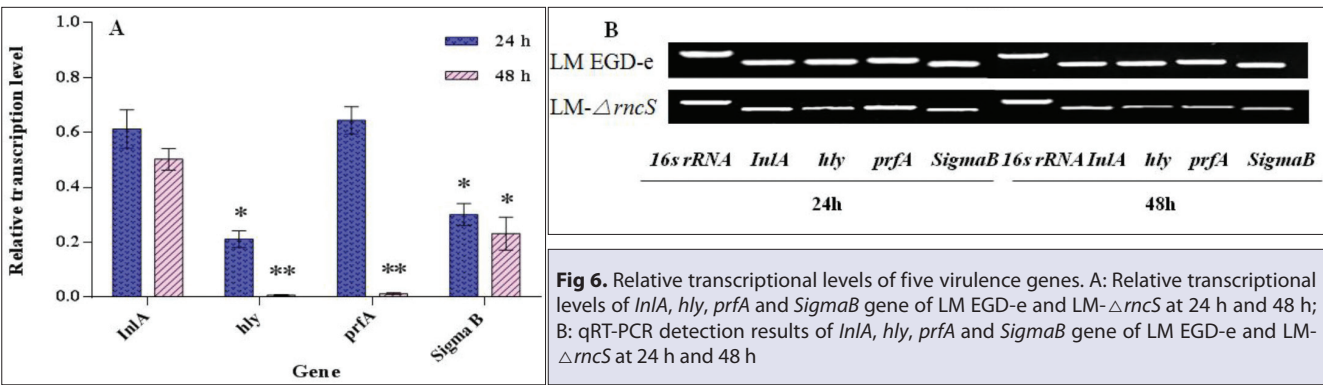 A
1.0
0.8
0.6
0.4
0.2
0.0
Relative transcription level
24 h
48 h
*
**
**
*
*
InlA
hly
prfA
Sigma B
Gene
B
LM EGD-e
LM-△rncS
16s rRNA InlA hly prfA SigmaB 16s rRNA InlA hly prfA SigmaB
24h 48h
Fig 6. Relative transcriptional levels of five virulence genes. A: Relative transcriptional
levels of InlA, hly, prfA and SigmaB gene of LM EGD-e and LM-△rncS at 24 h and 48 h;
B: qRT-PCR detection results of InlA, hly, prfA and SigmaB gene of LM EGD-e and LM-
△rncS at 24 h and 48 h